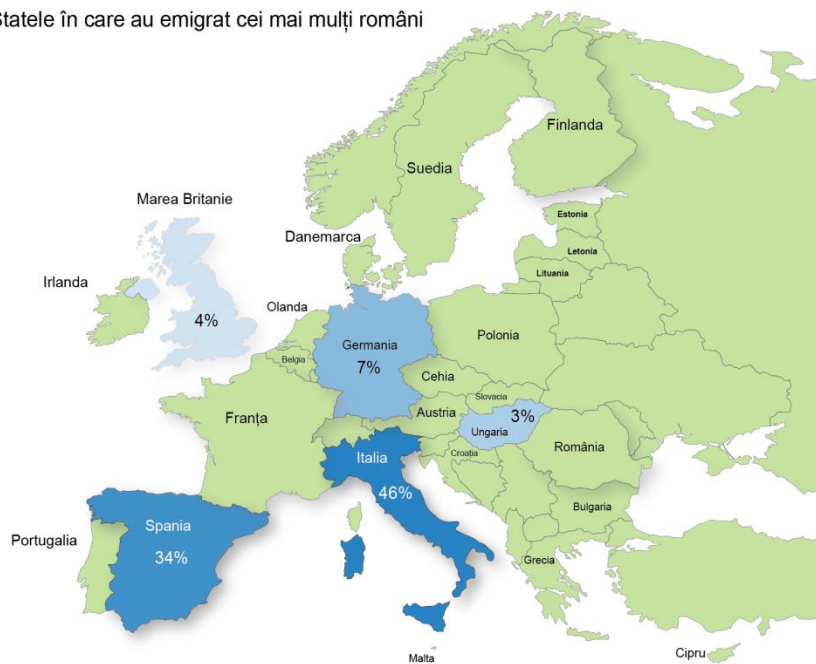 Statele în care au emigrat cei mai mulți români
Finlanda
Suedia
Marea Britanie
Estonia
Danemarca
Letonia
Lituania
Irlanda
Olanda
4%
Polonia
Germania
7%
Belgia
Cehia
Slovacia
Austria
3%
Franța
Ungaria
România
Croația
Italia
46%
Bulgaria
Spania
Portugalia
34%
Grecia
Malta
Cipru